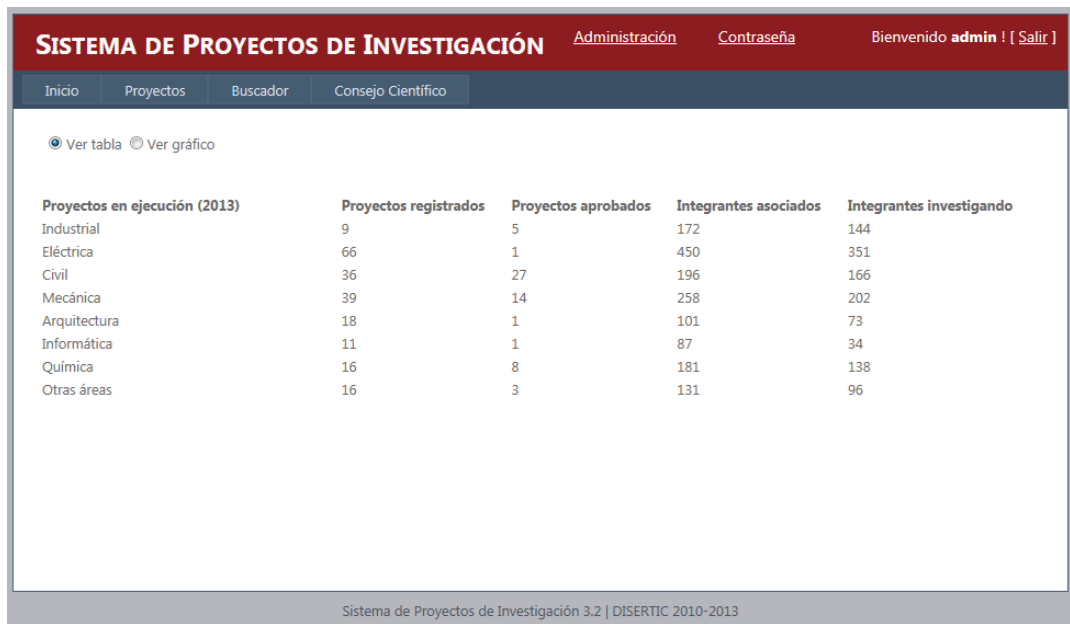 SISTEMA DE PROYECTOS DE INVESTIGACIÓN Administración Contraseña Bienvenido admin ! [ Salir ]
Inicio Proyectos Buscador Consejo Científico
Ver tabla Ver gráfico
Proyectos en ejecución (2013) Proyectos registrados Proyectos aprobados Integrantes asociados Integrantes investigando
Industrial 9 5 172 144
Eléctrica 66 1 450 351
Civil 36 27 196 166
Mecánica 39 14 258 202
Arquitectura 18 1 101 73
Informática 11 1 87 34
Química 16 8 181 138
Otras áreas 16 3 131 96
Sistema de Proyectos de Investigación 3.2 | DISERTIC 2010-2013